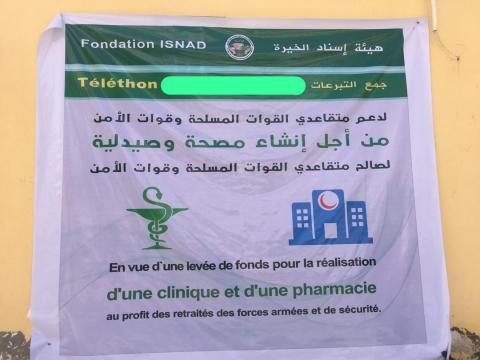 Fondation ISNAD هيئة إسناد الخيرة
Téléthon جمع التبرعات
لدعم متقاعدي القوات المسلحة وقوات الأمن
من أجل إنشاء مصحة وصيدلية
لصالح متقاعدي القوات المسلحة وقوات الأمن
En vue d'une levée de fonds pour la réalisation
d'une clinique et d'une pharmacie
au profit des retraités des forces armées et de sécurité.